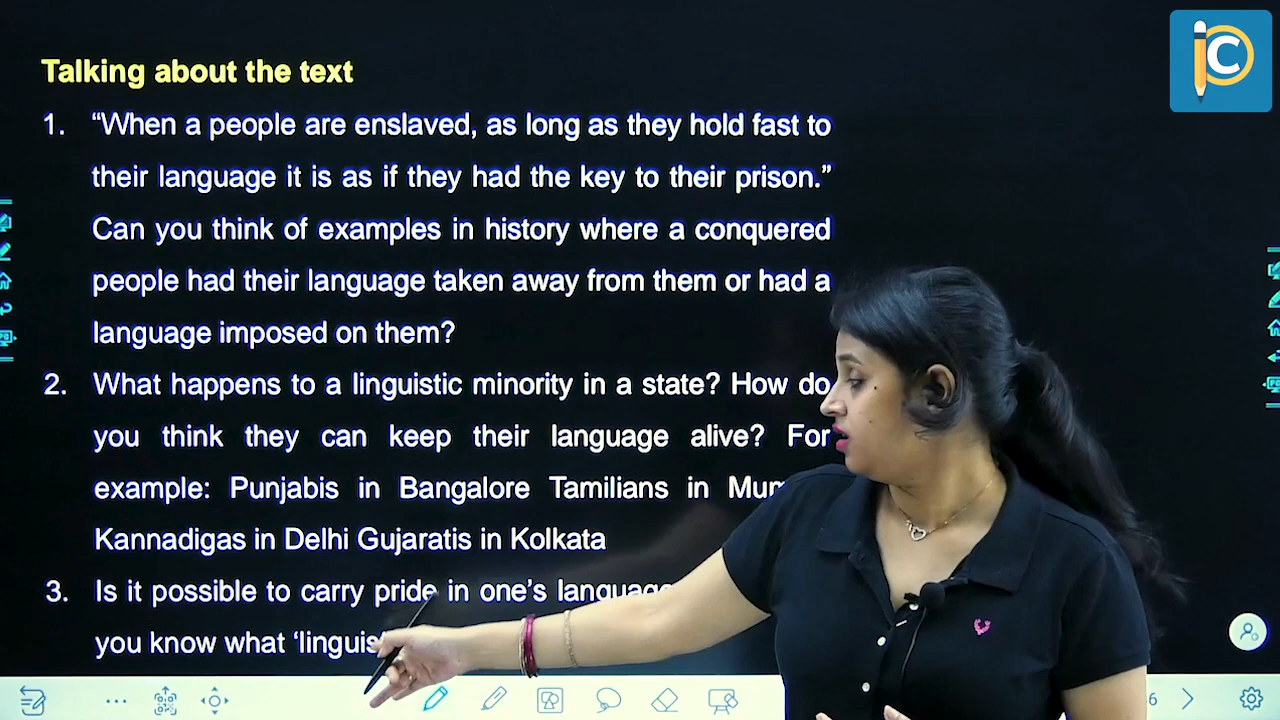 Talking about the text
1. “When a people are enslaved, as long as they hold fast to
their language it is as if they had the key to their prison.”
Can you think of examples in history where a conquered
people had their language taken away from them or had a
language imposed on them?
2. What happens to a linguistic minority in a state? How do
you think they can keep their language alive? For
example: Punjabis in Bangalore Tamilians in
Kannadigas in Delhi Gujaratis in Kolkata
3. Is it possible to carry pride in one’s
you know what
6